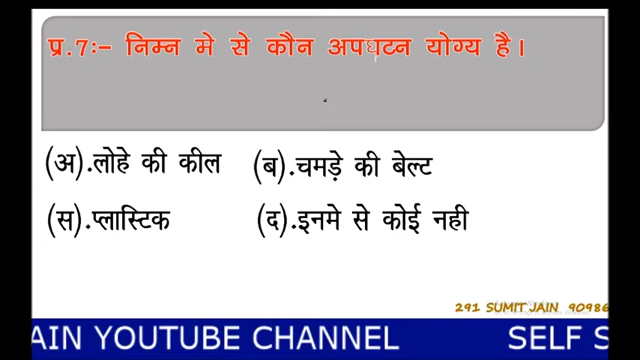 प्र.7ः– निम्न मे से कौन अपघटन योग्य है।
(अ).लोहे की कील (ब).चमड़े की बेल्ट
(स).प्लास्टिक (द).इनमे से कोई नही
291 SUMIT JAIN 90986
AIN YOUTUBE CHANNEL SELF S